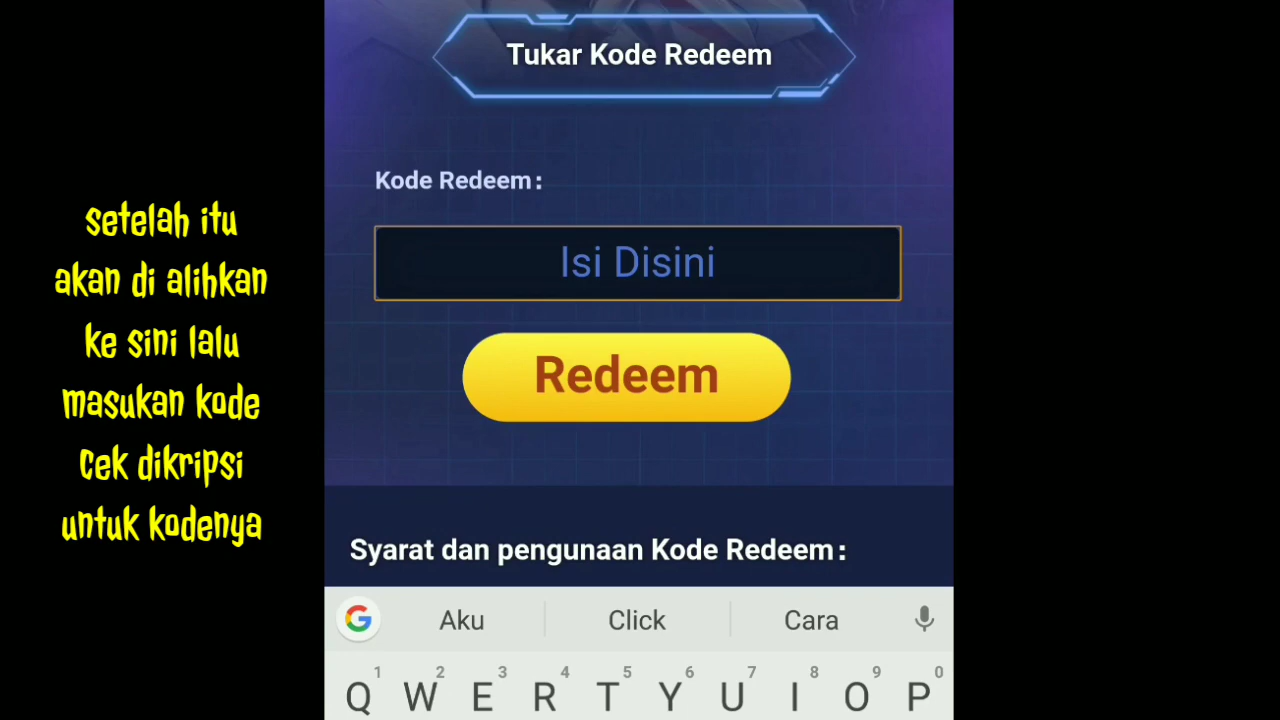 Tukar Kode Redeem
Kode Redeem:
Isi Disini
Redeem
Syarat dan pengunaan Kode Redeem:
setelah itu
akan di alihkan
ke sini lalu
masukan kode
cek dikripsi
untuk kodenya
G Aku Click Cara
1 2 3 4 5 6 7 8 9 0
Q W E R T Y U I O P